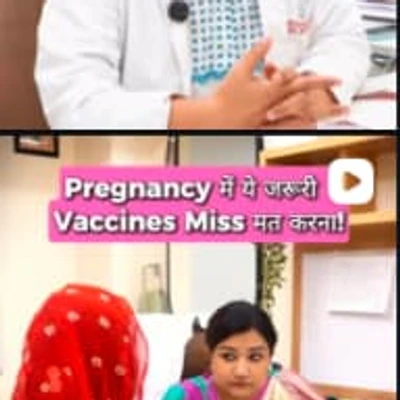 Pregnancy में ये जरूरी
Vaccines Miss मत करना!